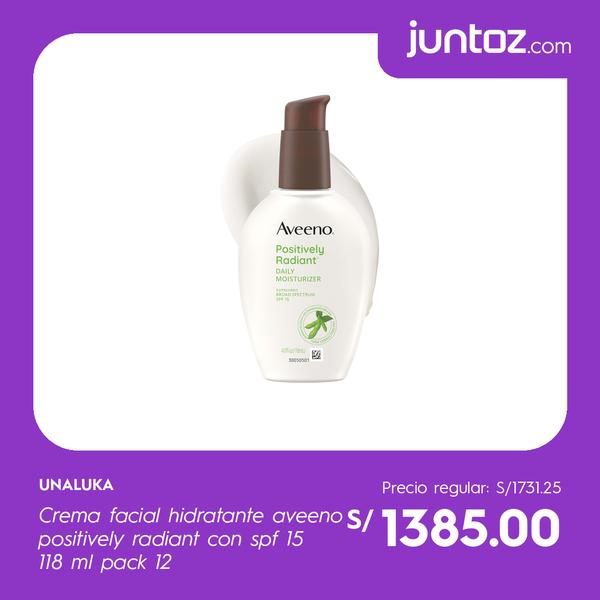 juntoz.com
Aveeno®
Positively
Radiant®
DAILY
MOISTURIZER
SUNSCREEN
BROAD SPECTRUM
SPF 15
UNALUKA
Precio regular: S/1731.25
Crema facial hidratante aveeno
S/ 1385.00
positively radiant con spf 15
118 ml pack 12